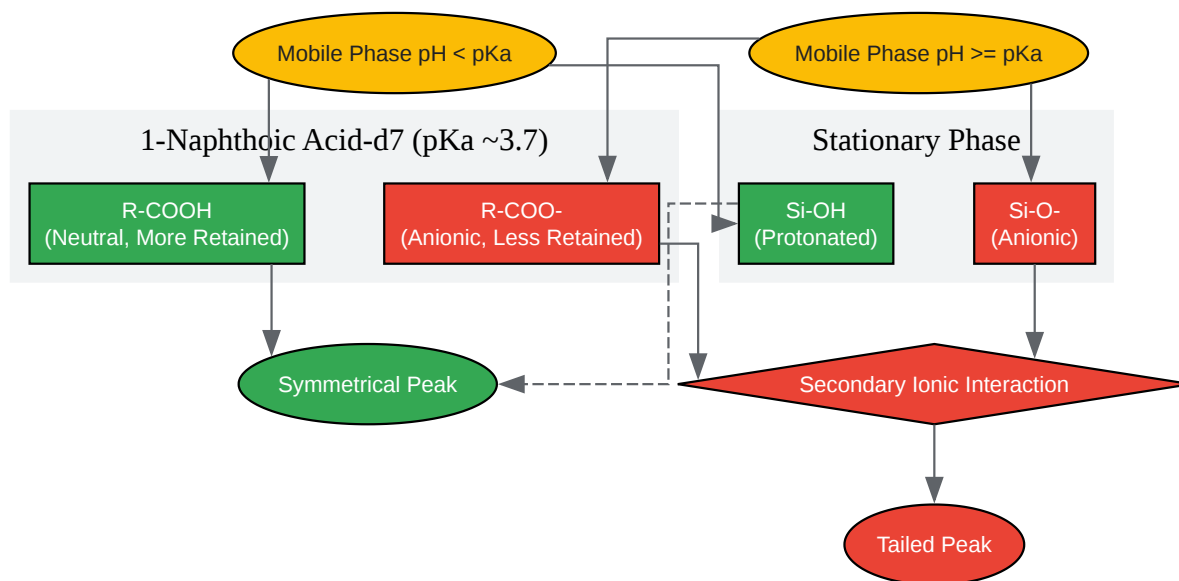 Mobile Phase pH < pKa
Mobile Phase pH >= pKa
1-Naphthoic Acid-d7 (pKa ~3.7)
Stationary Phase
R-COOH
(Neutral, More Retained)
R-COO-
(Anionic, Less Retained)
Si-OH
(Protonated)
Si-O-
(Anionic)
Symmetrical Peak
Secondary Ionic Interaction
Tailed Peak